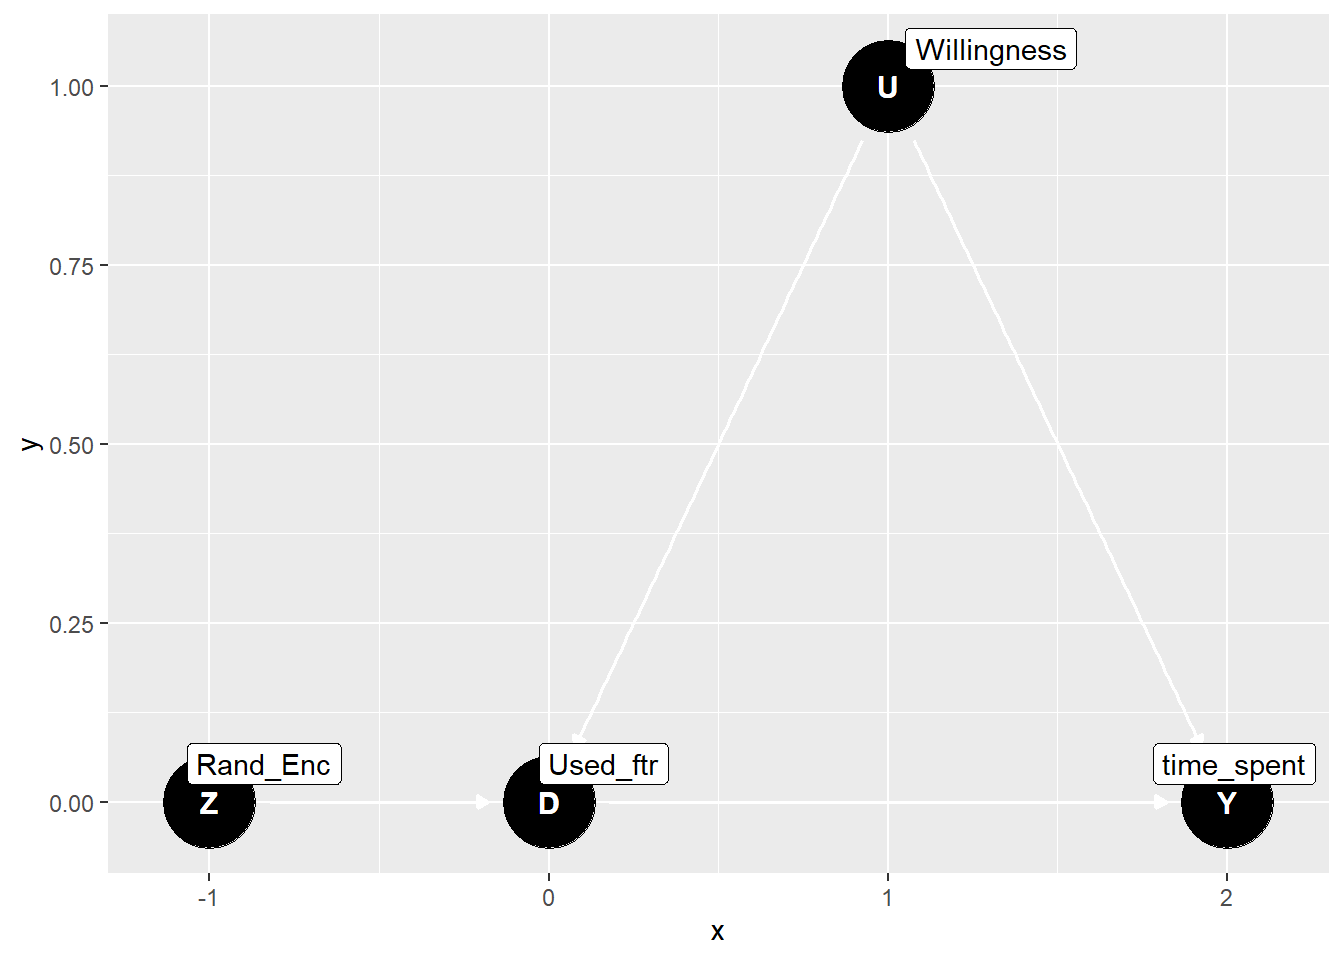 Willingness
U
1.00
0.75
0.50
0.25
0.00
y
Rand_Enc
Used_ftr
time_spent
Z
D
Y
-1
0
1
2
x